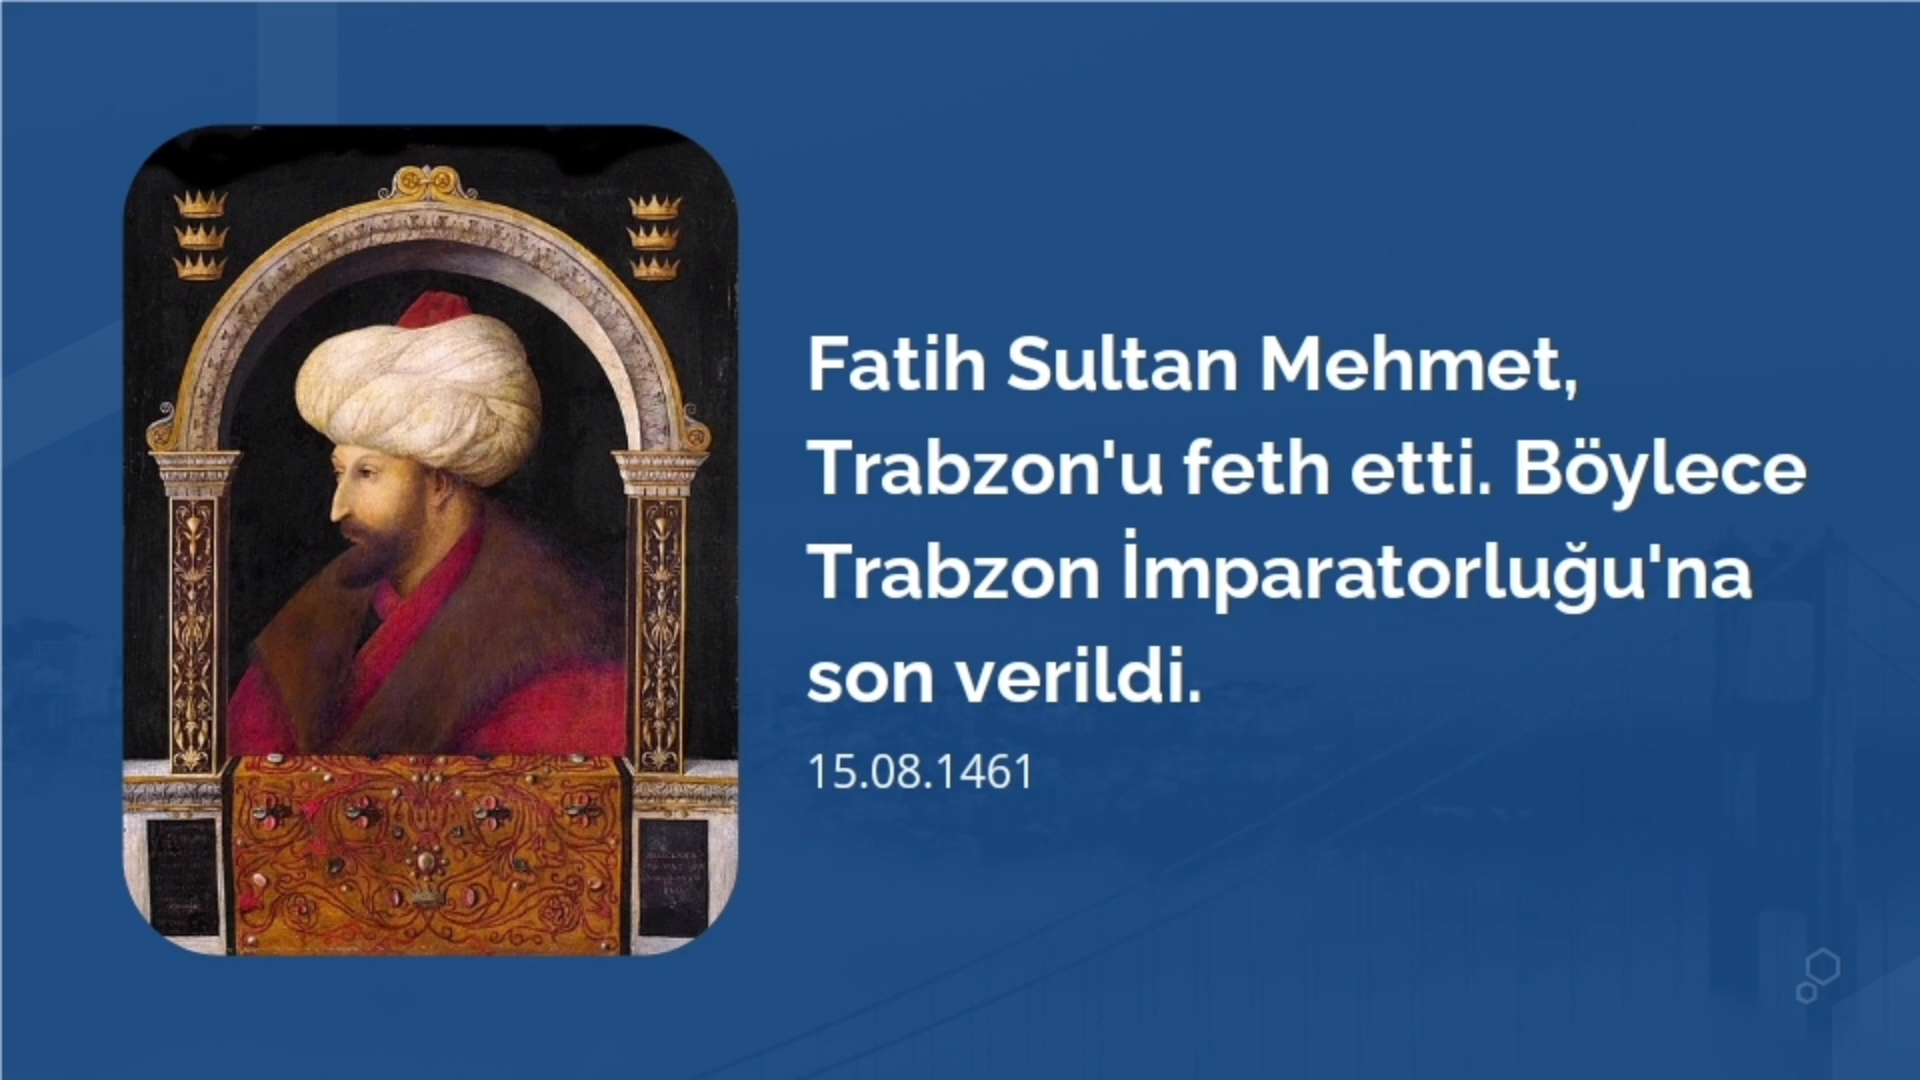 Fatih Sultan Mehmet,
Trabzon'u feth etti. Böylece
Trabzon İmparatorluğu'na
son verildi.
15.08.1461